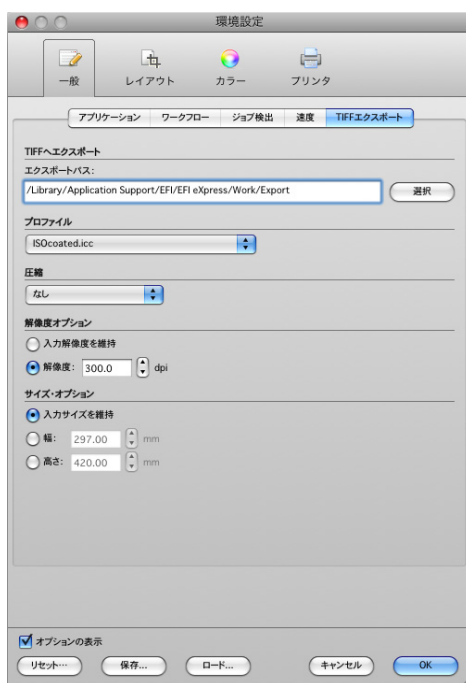 環境設定
一般 レイアウト カラー プリンタ
アプリケーション ワークフロー ジョブ検出 速度 TIFFエクスポート
TIFFへエクスポート
エクスポートパス:
/Library/Application Support/EFI/EFI eXpress/Work/Export 選択
プロファイル
ISOcoated.icc
圧縮
なし
解像度オプション
入力解像度を維持
解像度: 300.0 dpi
サイズ・オプション
入力サイズを維持
幅: 297.00 mm
高さ: 420.00 mm
オプションの表示
リセット… 保存... ロード... キャンセル OK